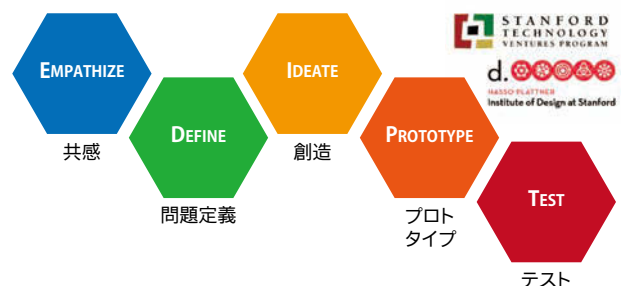 EMPATHIZE
共感
DEFINE
問題定義
IDEATE
創造
PROTOTYPE
プロト
タイプ
TEST
テスト
STANFORD
TECHNOLOGY
VENTURES PROGRAM
d.
HASSO PLATTNER
Institute of Design at Stanford